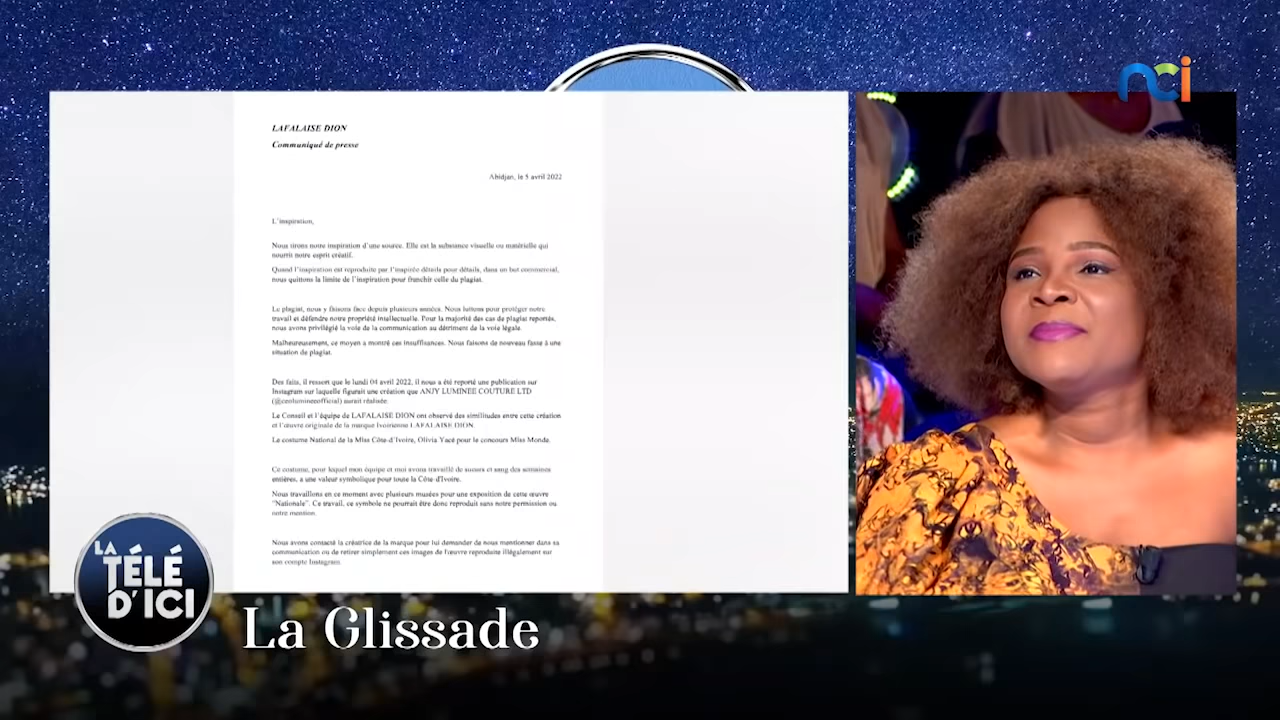 nci
LAFALAISE DION
Communiqué de presse
Abidjan, le 5 avril 2022
L'inspiration,
Nous tirons notre inspiration d'une source. Elle est la substance visuelle ou matérielle qui
nourrit notre esprit créatif.
Quand l'inspiration est reproduite par l'inspirée détails pour détails, dans un but commercial,
nous quittons la limite de l'inspiration pour franchir celle du plagiat.
Le plagiat, nous y faisons face depuis plusieurs années. Nous luttons pour protéger notre
travail et défendre notre propriété intellectuelle. Pour la majorité des cas de plagiat reportés,
nous avons privilégié la voie de la communication au détriment de la voie légale.
Malheureusement, ce moyen a montré ces insuffisances. Nous faisons de nouveau fasse à une
situation de plagiat.
Des faits, il ressort que le lundi 04 avril 2022, il nous a été reporté une publication sur
Instagram sur laquelle figurait une création que ANJY LUMINEE COUTURE LTD
(@ceolumineeofficial) aurait réalisée.
Le Conseil et l'équipe de LAFALAISE DION ont observé des similitudes entre cette création
et l'œuvre originale de la marque Ivoirienne LAFALAISE DION.
Le costume National de la Miss Côte-d'Ivoire, Olivia Yacé pour le concours Miss Monde.
Ce costume, pour lequel mon équipe et moi avons travaillé de sueurs et sang des semaines
entières, a une valeur symbolique pour toute la Côte-d'Ivoire.
Nous travaillons en ce moment avec plusieurs musées pour une exposition de cette œuvre
"Nationale". Ce travail, ce symbole ne pourrait être donc reproduit sans notre permission ou
notre mention.
Nous avons contacté la créatrice de la marque pour lui demander de nous mentionner dans sa
communication ou de retirer simplement ces images de l'œuvre reproduite illégalement sur
son compte Instagram.
LA TÉLÉ
D'ICI
La Glissade